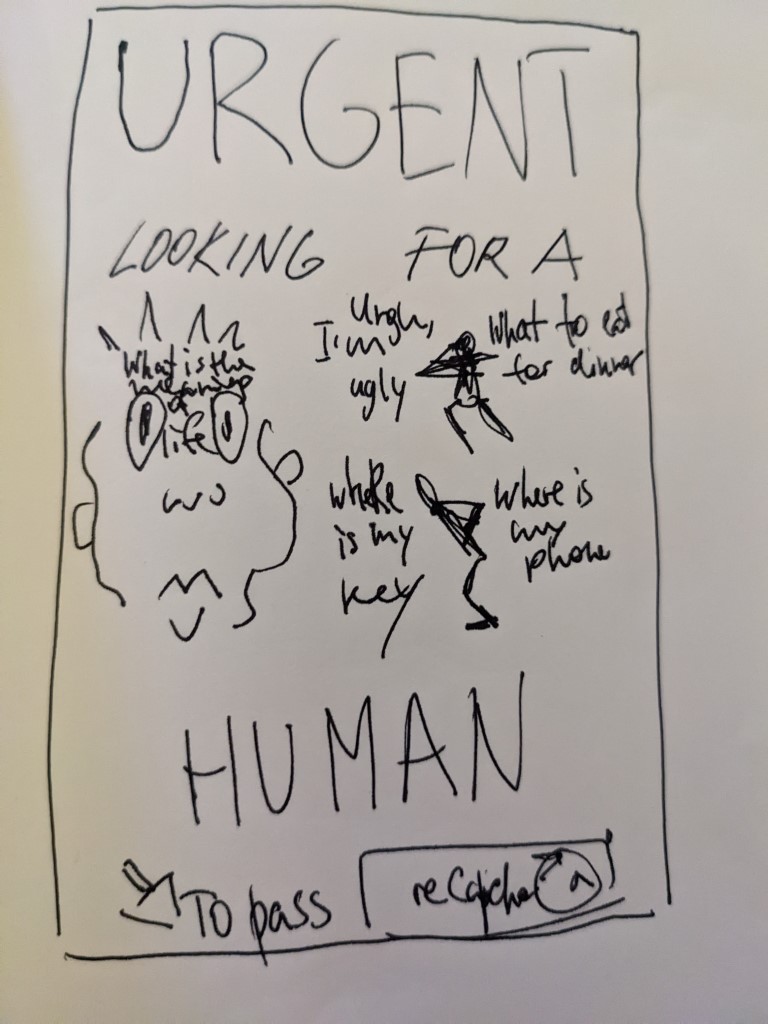 URGENT
LOOKING FOR A
What is the
meaning
of
life
Urgh,
I'm
ugly
What to eat
for dinner
where
is my
key
Where is
my
phone
HUMAN
To pass
reCaptcha